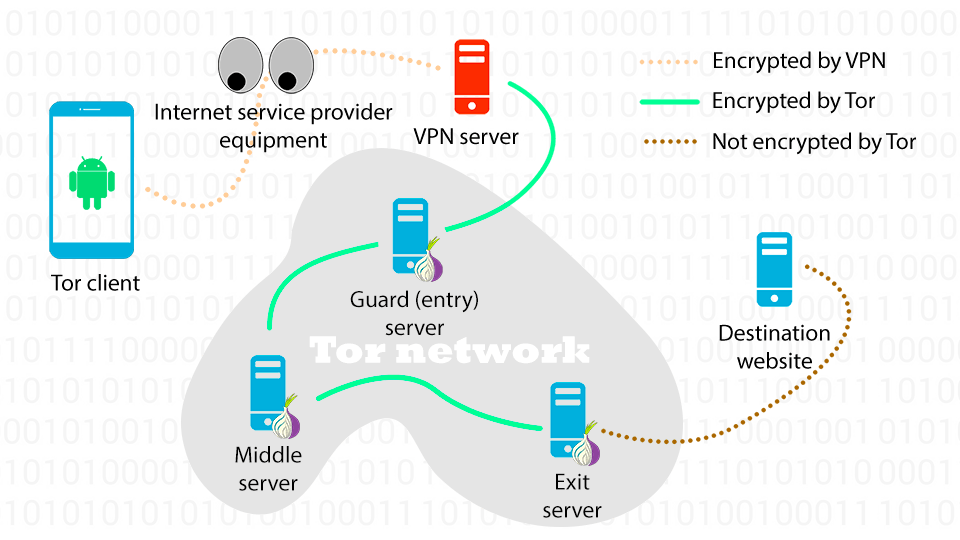 Internet service provider
equipment
VPN server
Encrypted by VPN
Encrypted by Tor
Not encrypted by Tor
Tor client
Guard (entry)
server
Tor network
Destination
website
Middle
server
Exit
server